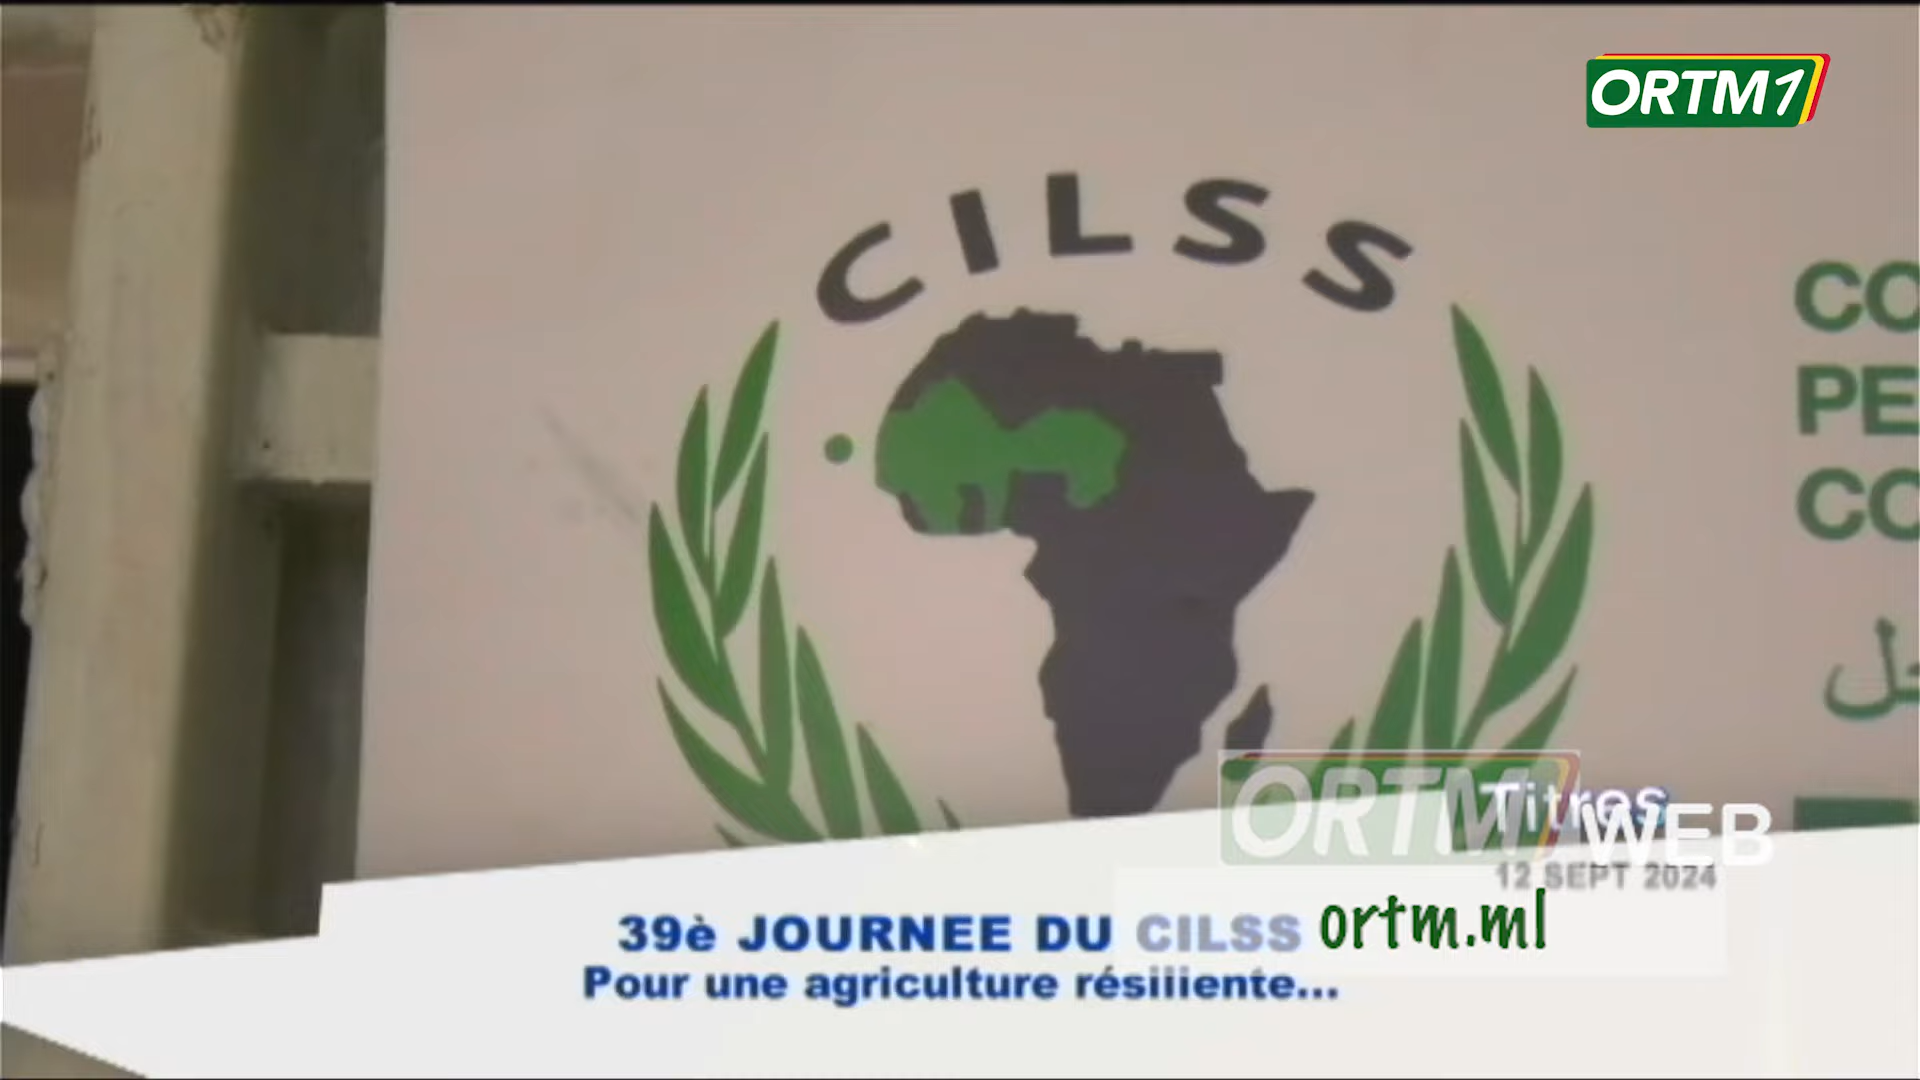 ORTM1
CILSS
CO
PE
CO
Titres
ORTM1 WEB
12 SEPT 2024
39è JOURNEE DU CILSS
ortm.ml
Pour une agriculture résiliente...